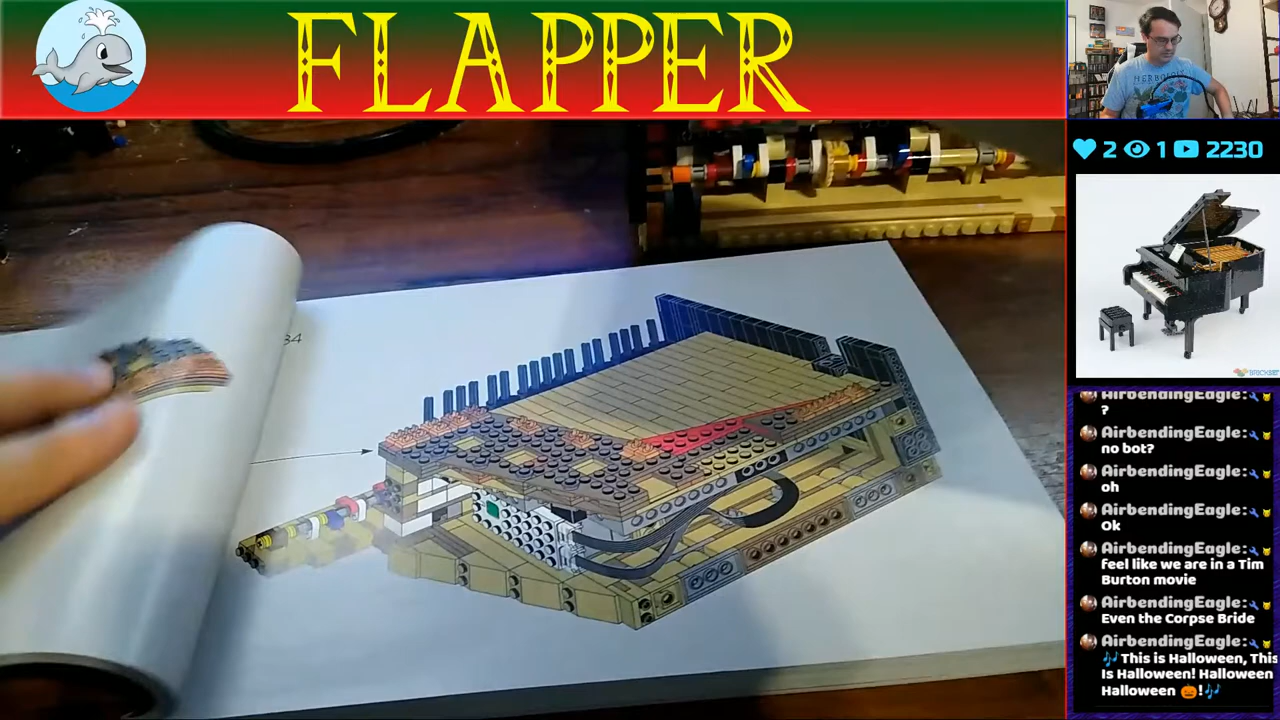 FLAPPER
2 1 2230
AirbendingEagle:
?
AirbendingEagle:
no bot?
AirbendingEagle:
oh
AirbendingEagle:
Ok
AirbendingEagle:
feel like we are in a Tim
Burton movie
AirbendingEagle:
Even the Corpse Bride
AirbendingEagle:
🎶This is Halloween, This
Is Halloween! Halloween
Halloween 🎃!🎶